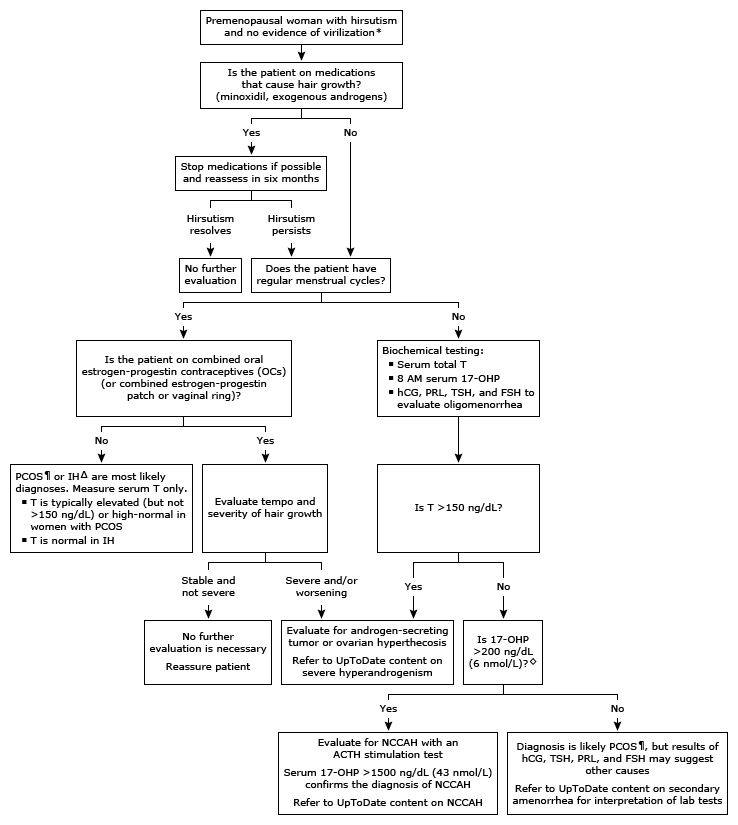 Premenopausal woman with hirsutism
and no evidence of virilization*
Is the patient on medications
that cause hair growth?
(minoxidil, exogenous androgens)
Yes
No
Stop medications if possible
and reassess in six months
Hirsutism
resolves
Hirsutism
persists
No further
evaluation
Does the patient have
regular menstrual cycles?
Yes
No
Is the patient on combined oral
estrogen-progestin contraceptives (OCs)
(or combined estrogen-progestin
patch or vaginal ring)?
Biochemical testing:
▪ Serum total T
▪ 8 AM serum 17-OHP
▪ hCG, PRL, TSH, and FSH to
evaluate oligomenorrhea
No
Yes
PCOS¶ or IHΔ are most likely
diagnoses. Measure serum T only.
▪ T is typically elevated (but not
>150 ng/dL) or high-normal in
women with PCOS
▪ T is normal in IH
Evaluate tempo and
severity of hair growth
Is T >150 ng/dL?
Stable and
not severe
Severe and/or
worsening
Yes
No
No further
evaluation is necessary
Reassure patient
Evaluate for androgen-secreting
tumor or ovarian hyperthecosis
Refer to UpToDate content on
severe hyperandrogenism
Is 17-OHP
>200 ng/dL
(6 nmol/L)?◊
Yes
No
Evaluate for NCCAH with an
ACTH stimulation test
Serum 17-OHP >1500 ng/dL (43 nmol/L)
confirms the diagnosis of NCCAH
Refer to UpToDate content on NCCAH
Diagnosis is likely PCOS¶, but results of
hCG, TSH, PRL, and FSH may suggest
other causes
Refer to UpToDate content on secondary
amenorrhea for interpretation of lab tests